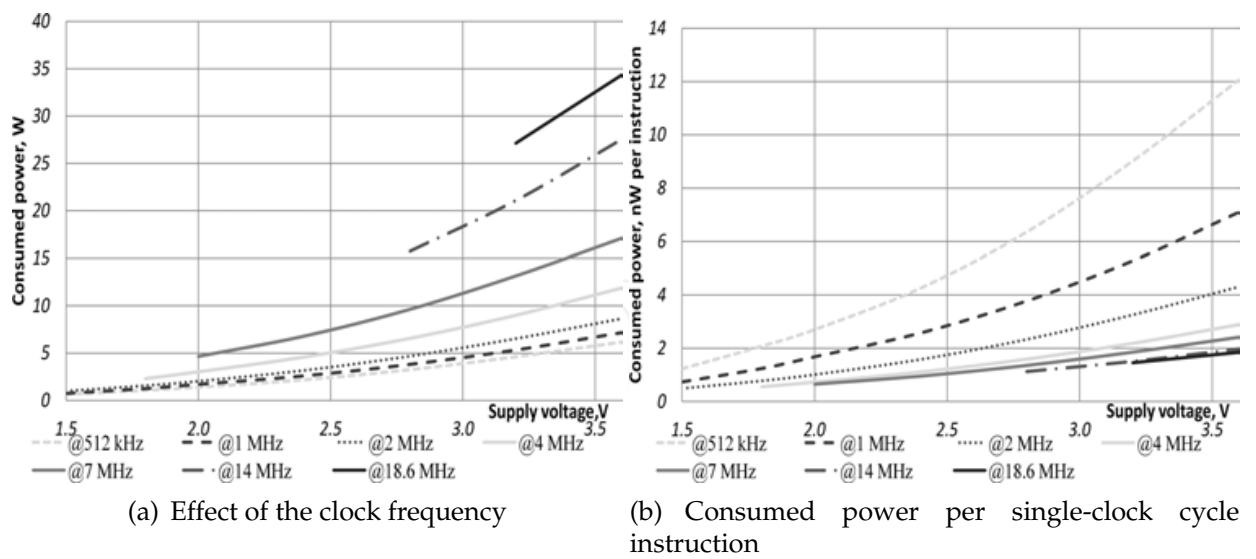 40
35
30
25
20
15
10
5
0
Consumed power, W
1.5 2.0 2.5 3.0 3.5
Supply voltage,V
@512 kHz @1 MHz @2 MHz @4 MHz
@7 MHz @14 MHz @18.6 MHz
(a) Effect of the clock frequency
14
12
10
8
6
4
2
0
Consumed power, nW per instruction
1.5 2.0 2.5 3.0 3.5
Supply voltage,V
@512 kHz @1 MHz @2 MHz @4 MHz
@7 MHz @14 MHz @18.6 MHz
(b) Consumed power per single-clock cycle
instruction